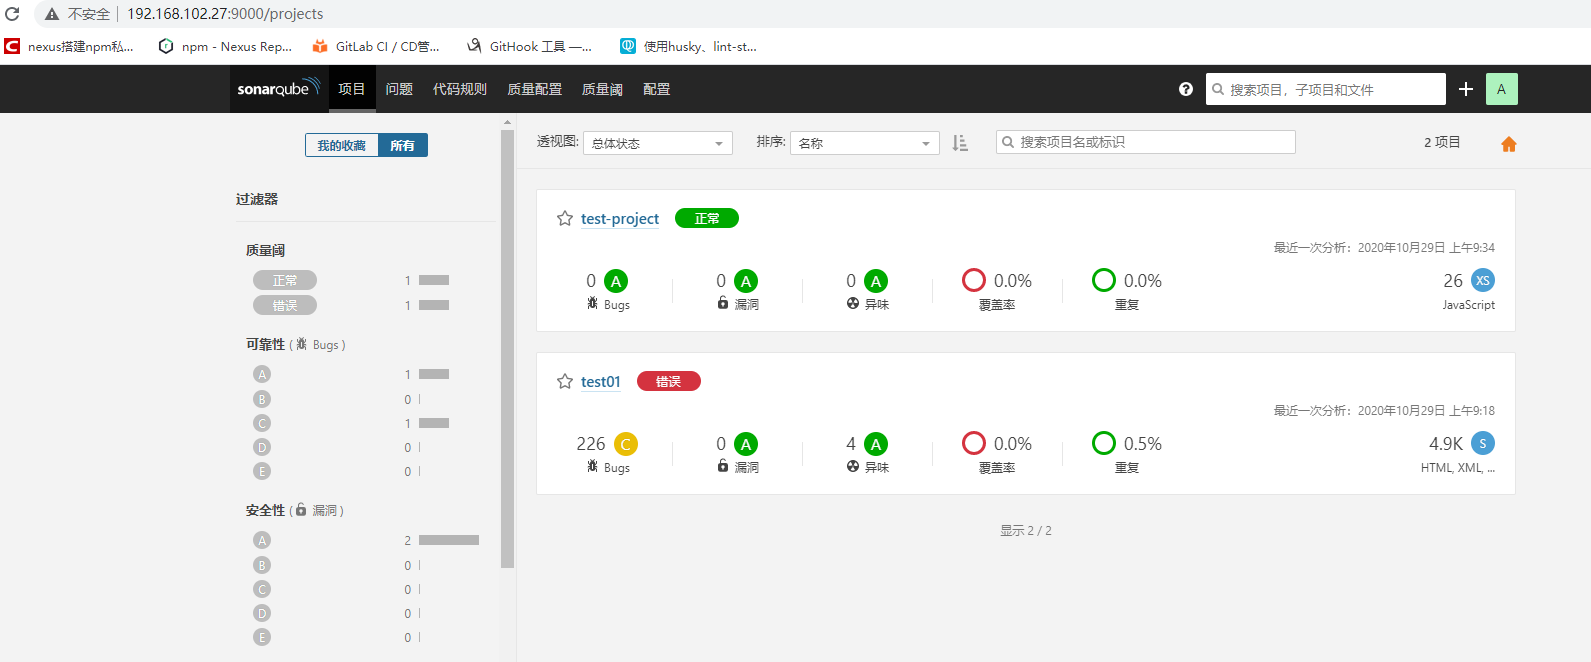 不安全 192.168.102.27:9000/projects
nexus搭建npm私... npm - Nexus Rep... GitLab CI / CD管... GitHook 工具 —... 使用husky、lint-st...
sonarqube 项目 问题 代码规则 质量配置 质量阈 配置 ? 搜索项目，子项目和文件 + A
我的收藏 所有
过滤器
质量阈
正常 1
错误 1
可靠性 ( Bugs )
A 1
B 0
C 1
D 0
E 0
安全性 ( 漏洞 )
A 2
B 0
C 0
D 0
E 0
透视图: 总体状态 排序: 名称 搜索项目名或标识 2 项目
test-project 正常
最近一次分析：2020年10月29日 上午9:34
0 A 0 A 0 A 0.0% 0.0% 26 XS
Bugs 漏洞 异味 覆盖率 重复 JavaScript
test01 错误
最近一次分析：2020年10月29日 上午9:18
226 C 0 A 4 A 0.0% 0.5% 4.9K S
Bugs 漏洞 异味 覆盖率 重复 HTML, XML, ...
显示 2 / 2